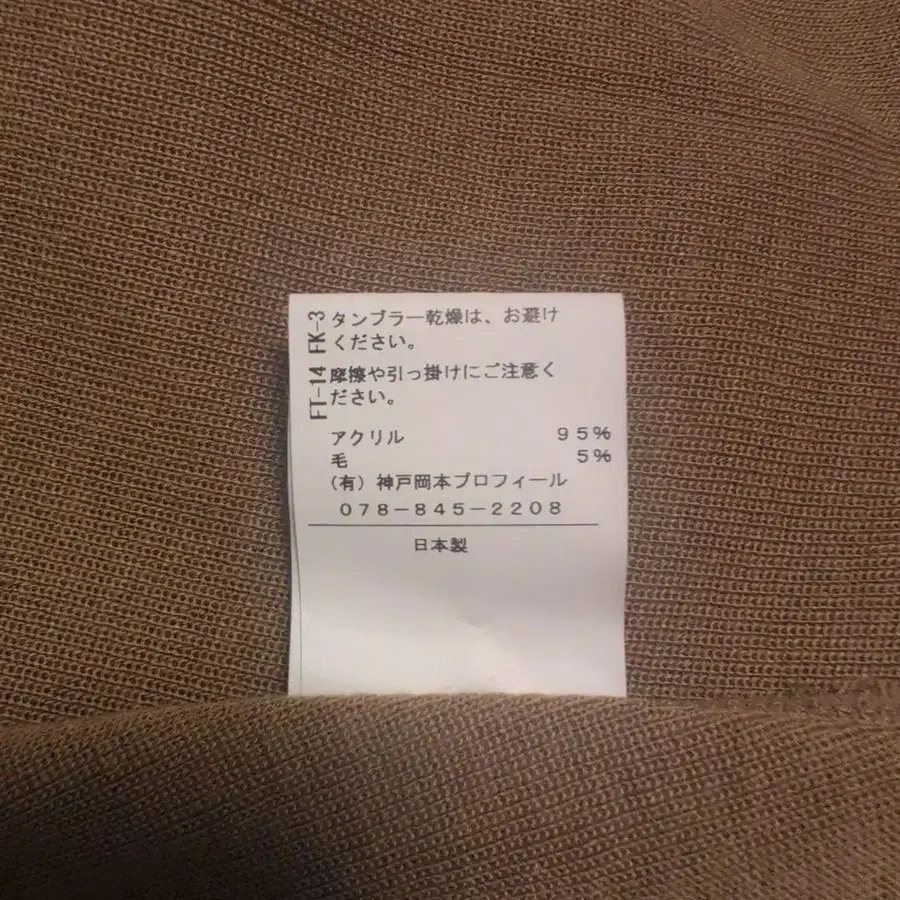 FK-3 タンブラー乾燥は、お避け
ください。
FT-14 摩擦や引っ掛けにご注意く
ださい。
アクリル 95%
毛 5%
(有) 神戸岡本プロフィール
078-845-2208
日本製